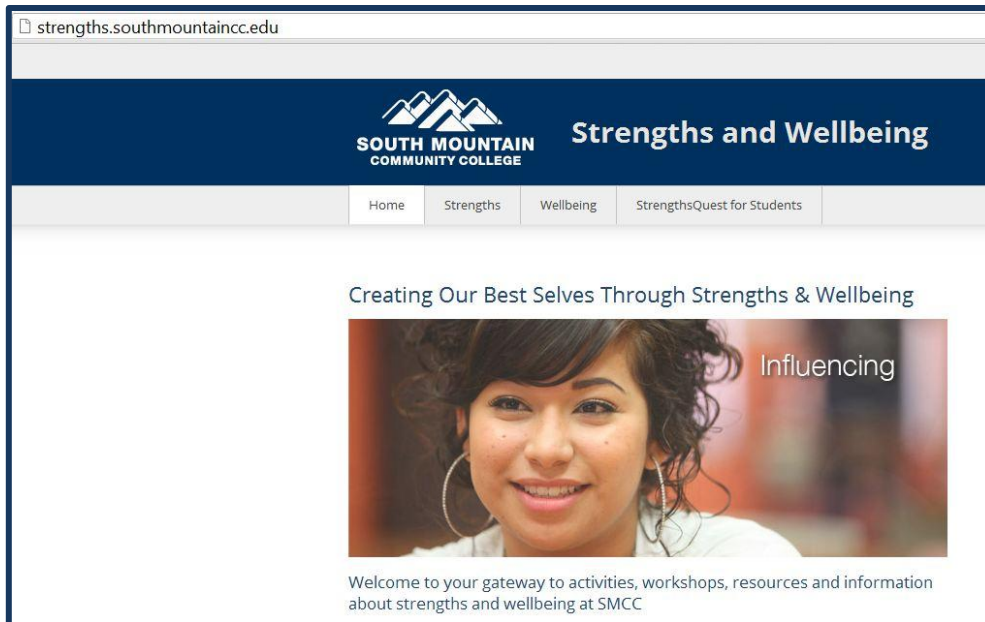 strengths.southmountaincc.edu
SOUTH MOUNTAIN
COMMUNITY COLLEGE
Strengths and Wellbeing
Home Strengths Wellbeing StrengthsQuest for Students
Creating Our Best Selves Through Strengths & Wellbeing
Influencing
Welcome to your gateway to activities, workshops, resources and information
about strengths and wellbeing at SMCC